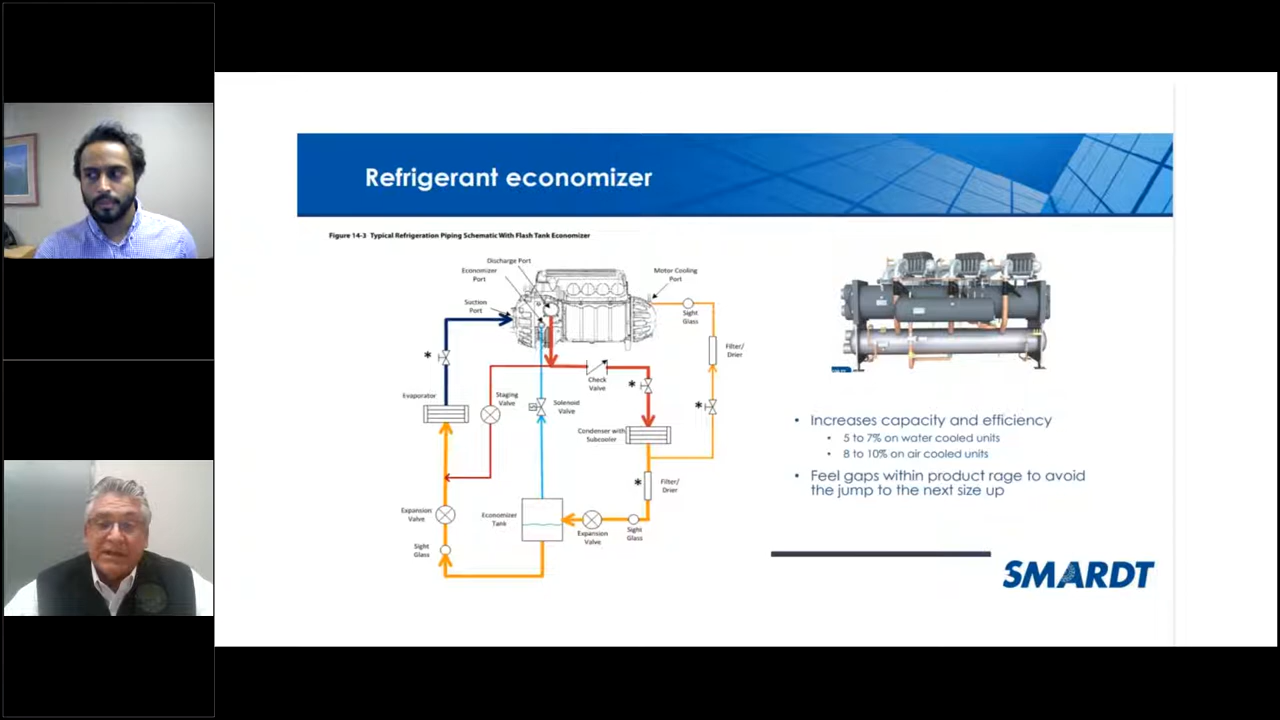 Refrigerant economizer
Figure 14-3 Typical Refrigeration Piping Schematic With Flash Tank Economizer
Discharge Port
Economizer
Port
Motor Cooling
Port
Suction
Port
Sight
Glass
Filter/
Drier
*
Check
Valve
*
*
Evaporator
Staging
Valve
Solenoid
Valve
Condenser with
Subcooler
*
Filter/
Drier
Expansion
Valve
Economizer
Tank
Expansion
Valve
Sight
Glass
Sight
Glass
• Increases capacity and efficiency
• 5 to 7% on water cooled units
• 8 to 10% on air cooled units
• Feel gaps within product rage to avoid
the jump to the next size up
SMARDT